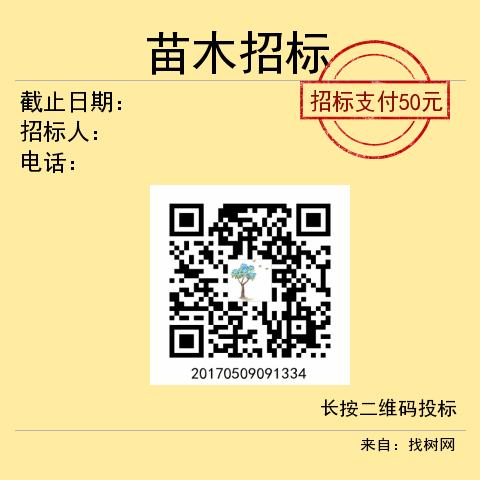 苗木招标
招标支付50元
截止日期：
招标人：
电话：
20170509091334
长按二维码投标
来自：找树网